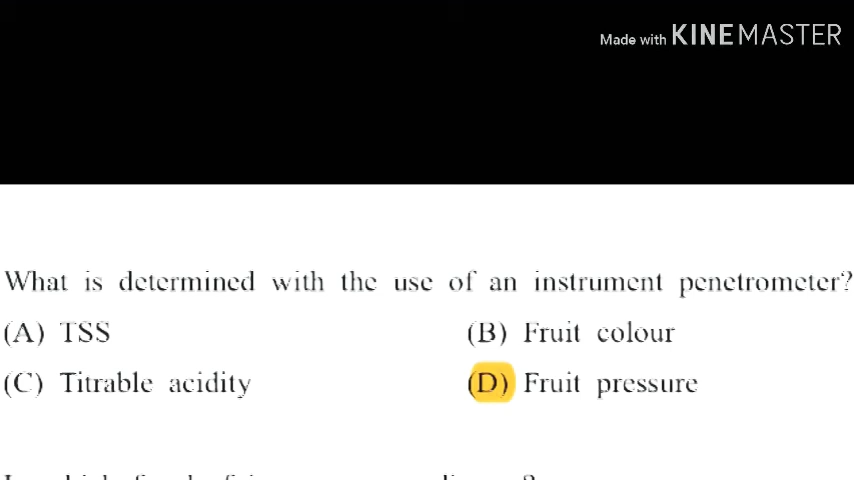 Made with KINEMASTER
What is determined with the use of an instrument penetrometer?
(A) TSS (B) Fruit colour
(C) Titrable acidity (D) Fruit pressure